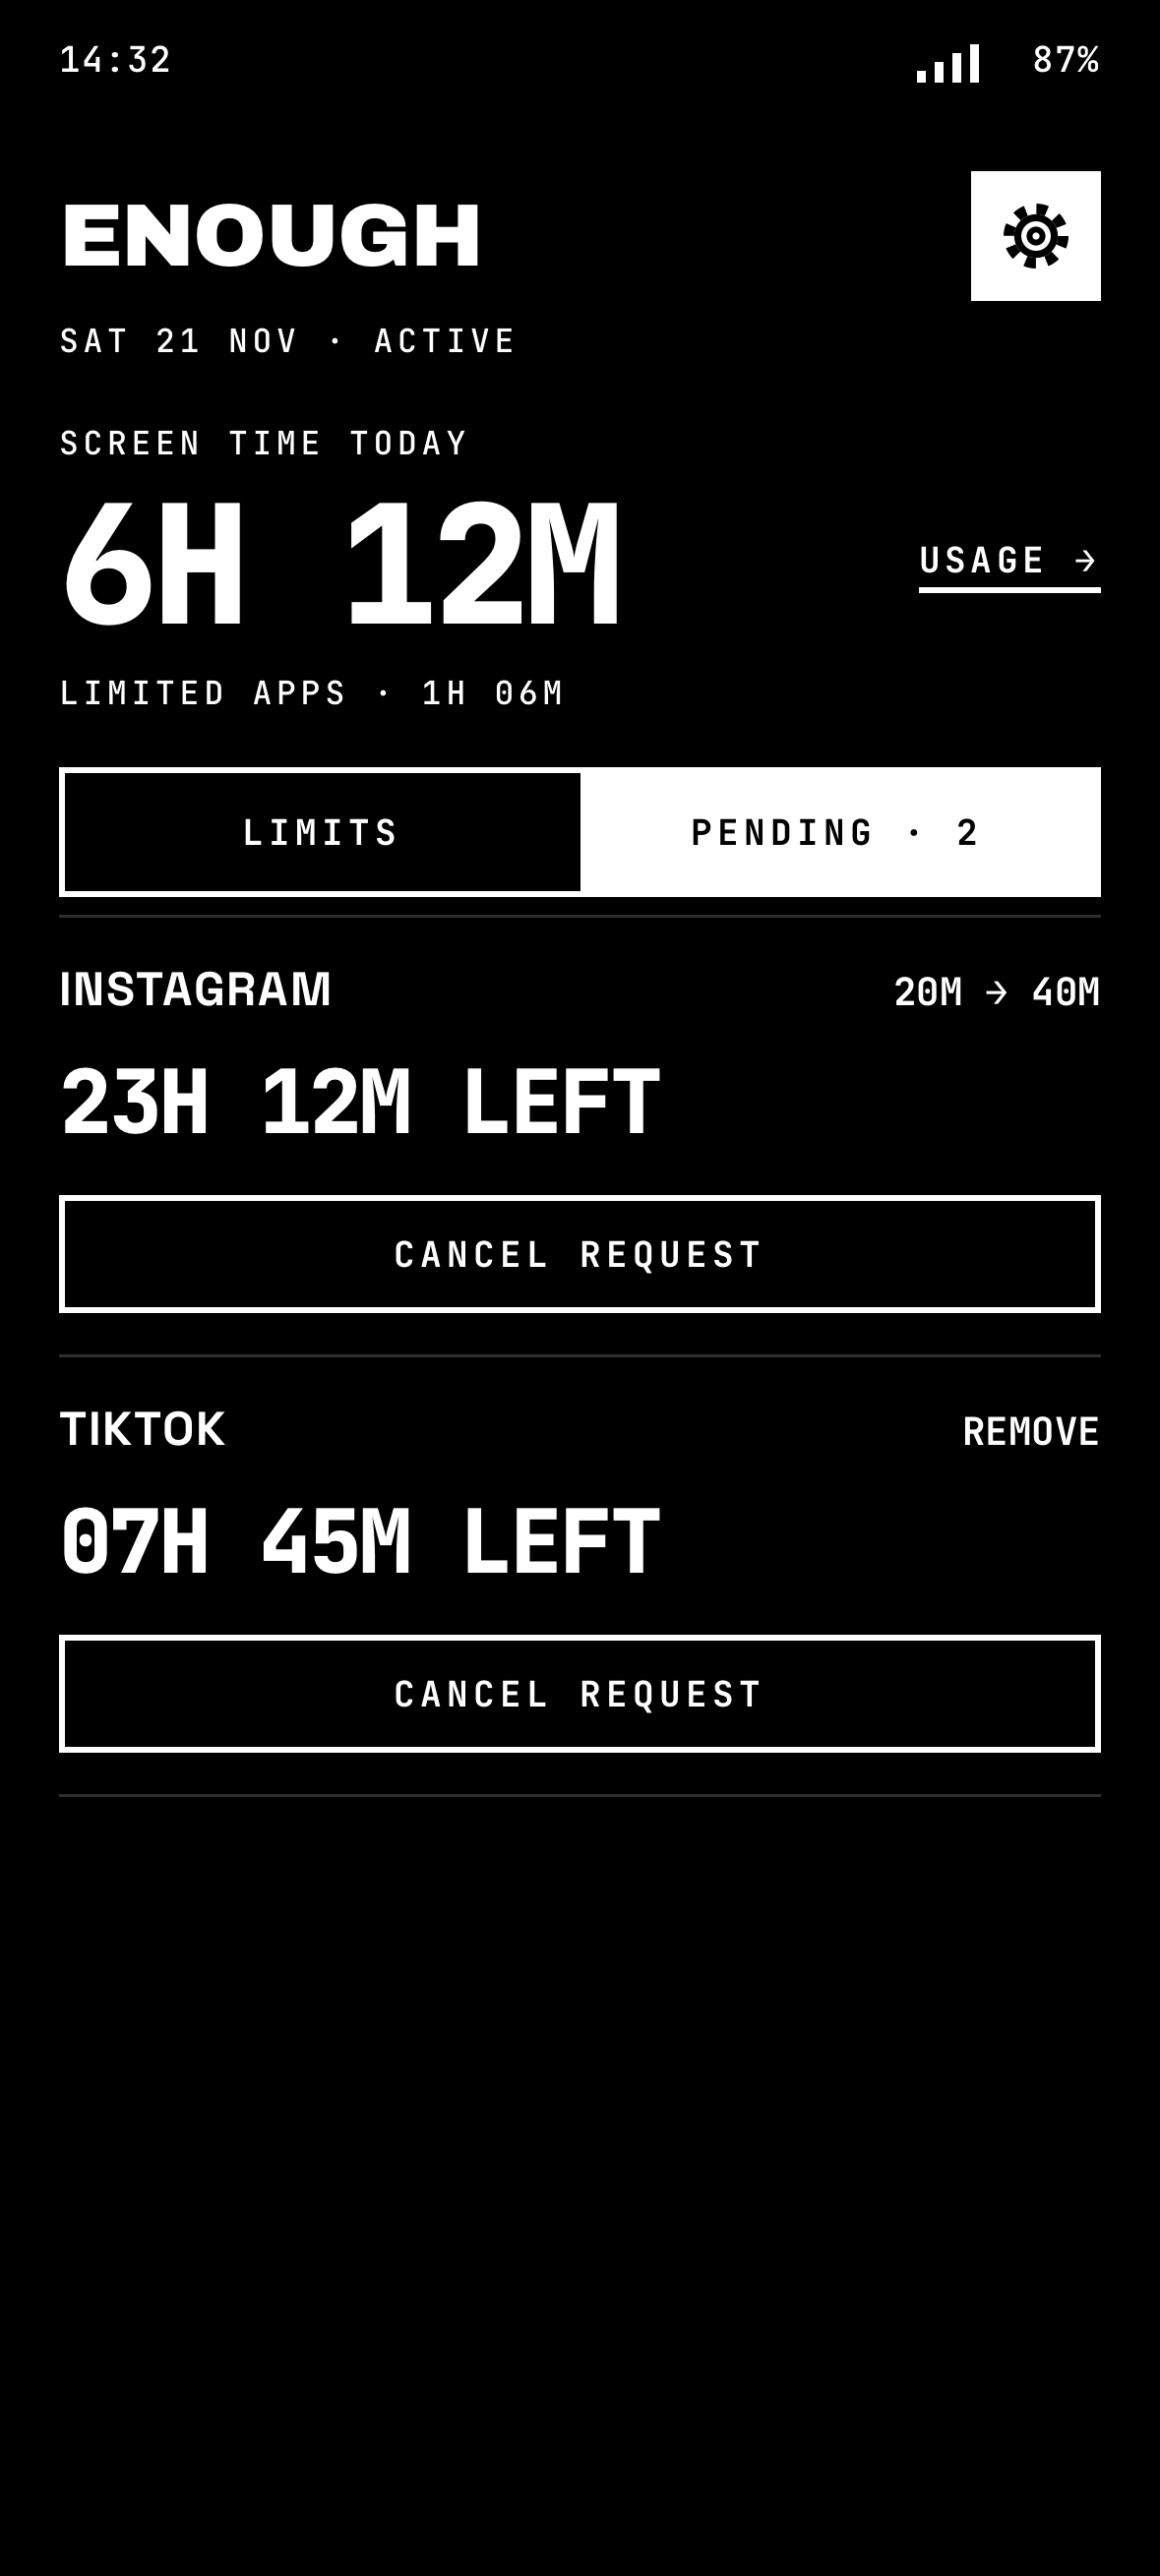 14:32 87%
ENOUGH
SAT 21 NOV · ACTIVE
SCREEN TIME TODAY
6H 12M
USAGE →
LIMITED APPS · 1H 06M
LIMITS PENDING · 2
INSTAGRAM 20M → 40M
23H 12M LEFT
CANCEL REQUEST
TIKTOK REMOVE
07H 45M LEFT
CANCEL REQUEST